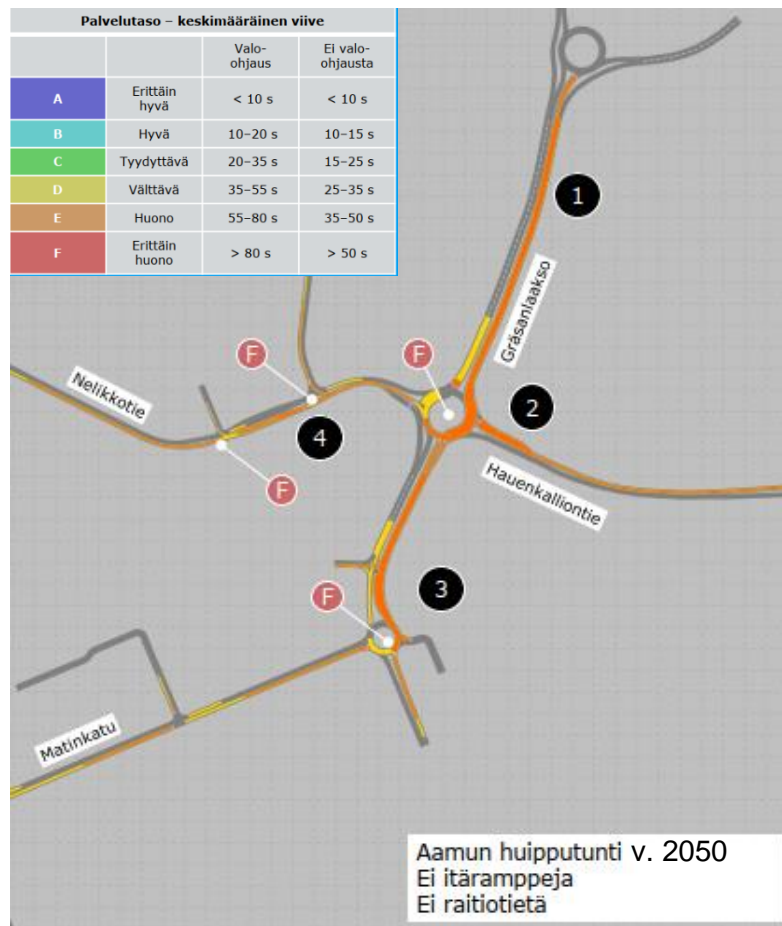 Palvelutaso – keskimääräinen viive
Valo-
ohjaus
Ei valo-
ohjausta
A
Erittäin
hyvä
< 10 s
< 10 s
B
Hyvä
10–20 s
10–15 s
C
Tyydyttävä
20–35 s
15–25 s
D
Välttävä
35–55 s
25–35 s
E
Huono
55–80 s
35–50 s
F
Erittäin
huono
> 80 s
> 50 s
1
Gräsanlaakso
F
F
Nelikkotie
2
4
F
Hauenkalliontie
3
F
Matinkatu
Aamun huipputunti v. 2050
Ei itäramppeja
Ei raitiotietä